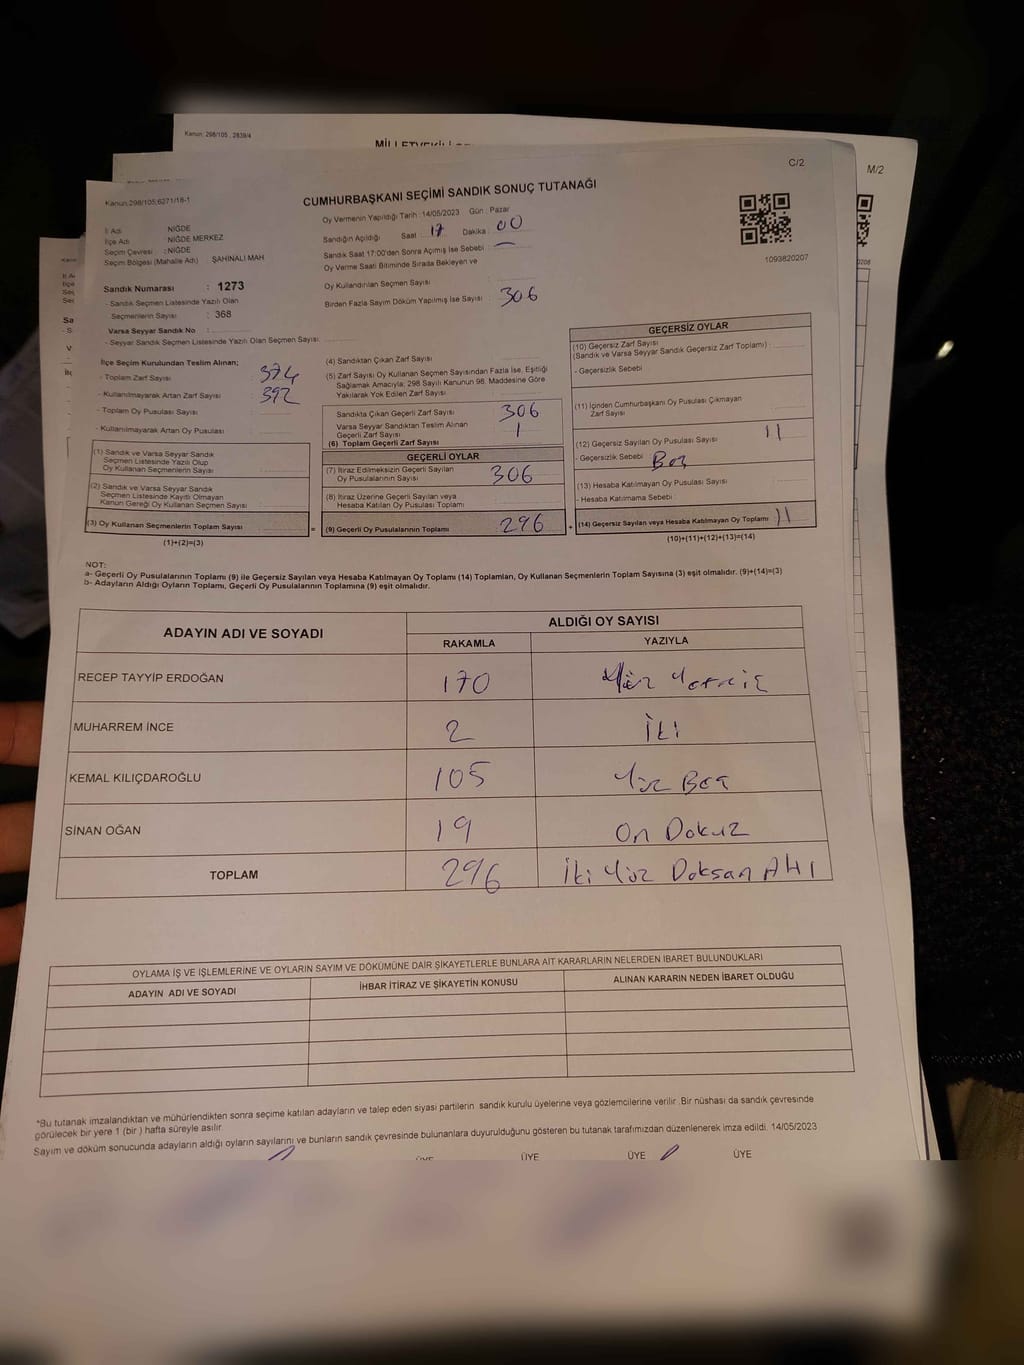 Kanun; 298/105 , 2839/4
M/2
C/2
Kanun;298/105;6271/18-1
CUMHURBAŞKANI SEÇİMİ SANDIK SONUÇ TUTANAĞI
İl Adı : NİĞDE
İlçe Adı : NİĞDE MERKEZ
Seçim Çevresi : NİĞDE
Seçim Bölgesi (Mahalle Adı) : ŞAHİNALİ MAH
Sandık Numarası : 1273
- Sandık Seçmen Listesinde Yazılı Olan
Seçmenlerin Sayısı : 368
Varsa Seyyar Sandık No :
- Seyyar Sandık Seçmen Listesinde Yazılı Olan Seçmen Sayısı:
Oy Vermenin Yapıldığı Tarih : 14/05/2023 Gün : Pazar
Sandığın Açıldığı Saat : 17 Dakika : 00
Sandık Saat 17:00'den Sonra Açımış İse Sebebi : —
Oy Verme Saati Bitiminde Sırada Bekleyen ve
Oy Kullandırılan Seçmen Sayısı
Birden Fazla Sayım Döküm Yapılmış İse Sayısı : 306
1093820207
İlçe Seçim Kurulundan Teslim Alınan;
- Toplam Zarf Sayısı : 374
- Kullanılmayarak Artan Zarf Sayısı : 392
- Toplam Oy Pusulası Sayısı
- Kullanılmayarak Artan Oy Pusulası :
(1) Sandık ve Varsa Seyyar Sandık
Seçmen Listesinde Yazılı Olup
Oy Kullanan Seçmenlerin Sayısı
(2) Sandık ve Varsa Seyyar Sandık
Seçmen Listesinde Kayıtlı Olmayan
Kanun Gereği Oy Kullanan Seçmen Sayısı
(3) Oy Kullanan Seçmenlerin Toplam Sayısı =
(1)+(2)=(3)
(4) Sandıktan Çıkan Zarf Sayısı
(5) Zarf Sayısı Oy Kullanan Seçmen Sayısından Fazla İse, Eşitliği
Sağlamak Amacıyla; 298 Sayılı Kanunun 98. Maddesine Göre
Yakılarak Yok Edilen Zarf Sayısı
Sandıkta Çıkan Geçerli Zarf Sayısı : 306
Varsa Seyyar Sandıktan Teslim Alınan
Geçerli Zarf Sayısı : 1
(6) Toplam Geçerli Zarf Sayısı
GEÇERLİ OYLAR
(7) İtiraz Edilmeksizin Geçerli Sayılan
Oy Pusulalarının Sayısı 306
(8) İtiraz Üzerine Geçerli Sayılan veya
Hesaba Katılan Oy Pusulası Toplamı
(9) Geçerli Oy Pusulalarının Toplamı 296 +
GEÇERSİZ OYLAR
(10) Geçersiz Zarf Sayısı
(Sandık ve Varsa Seyyar Sandık Geçersiz Zarf Toplamı) :
- Geçersizlik Sebebi
(11) İçinden Cumhurbaşkanı Oy Pusulası Çıkmayan
Zarf Sayısı
(12) Geçersiz Sayılan Oy Pusulası Sayısı : 11
- Geçersizlik Sebebi Boş
(13) Hesaba Katılmayan Oy Pusulası Sayısı :
- Hesaba Katılmama Sebebi :
(14) Geçersiz Sayılan veya Hesaba Katılmayan Oy Toplamı 11
(10)+(11)+(12)+(13)=(14)
NOT:
a- Geçerli Oy Pusulalarının Toplamı (9) ile Geçersiz Sayılan veya Hesaba Katılmayan Oy Toplamı (14) Toplamları, Oy Kullanan Seçmenlerin Toplam Sayısına (3) eşit olmalıdır. (9)+(14)=(3)
b- Adayların Aldığı Oyların Toplamı, Geçerli Oy Pusulalarının Toplamına (9) eşit olmalıdır.
ADAYIN ADI VE SOYADI
ALDIĞI OY SAYISI
RAKAMLA YAZIYLA
RECEP TAYYİP ERDOĞAN 170 Yüz Yetmiş
MUHARREM İNCE 2 İki
KEMAL KILIÇDAROĞLU 105 Yüz Beş
SİNAN OĞAN 19 On Dokuz
TOPLAM 296 İki Yüz Doksan Altı
OYLAMA İŞ VE İŞLEMLERİNE VE OYLARIN SAYIM VE DÖKÜMÜNE DAİR ŞİKAYETLERLE BUNLARA AİT KARARLARIN NELERDEN İBARET BULUNDUKLARI
ADAYIN ADI VE SOYADI İHBAR İTİRAZ VE ŞİKAYETİN KONUSU ALINAN KARARIN NEDEN İBARET OLDUĞU
*Bu tutanak imzalandıktan ve mühürlendikten sonra seçime katılan adayların ve talep eden siyasi partilerin sandık kurulu üyelerine veya gözlemcilerine verilir .Bir nüshası da sandık çevresinde
görülecek bir yere 1 (bir ) hafta süreyle asılır.
Sayım ve döküm sonucunda adayların aldığı oyların sayılarını ve bunların sandık çevresinde bulunanlara duyurulduğunu gösteren bu tutanak tarafımızdan düzenlenerek imza edildi. 14/05/2023
ÜYE ÜYE ÜYE ÜYE